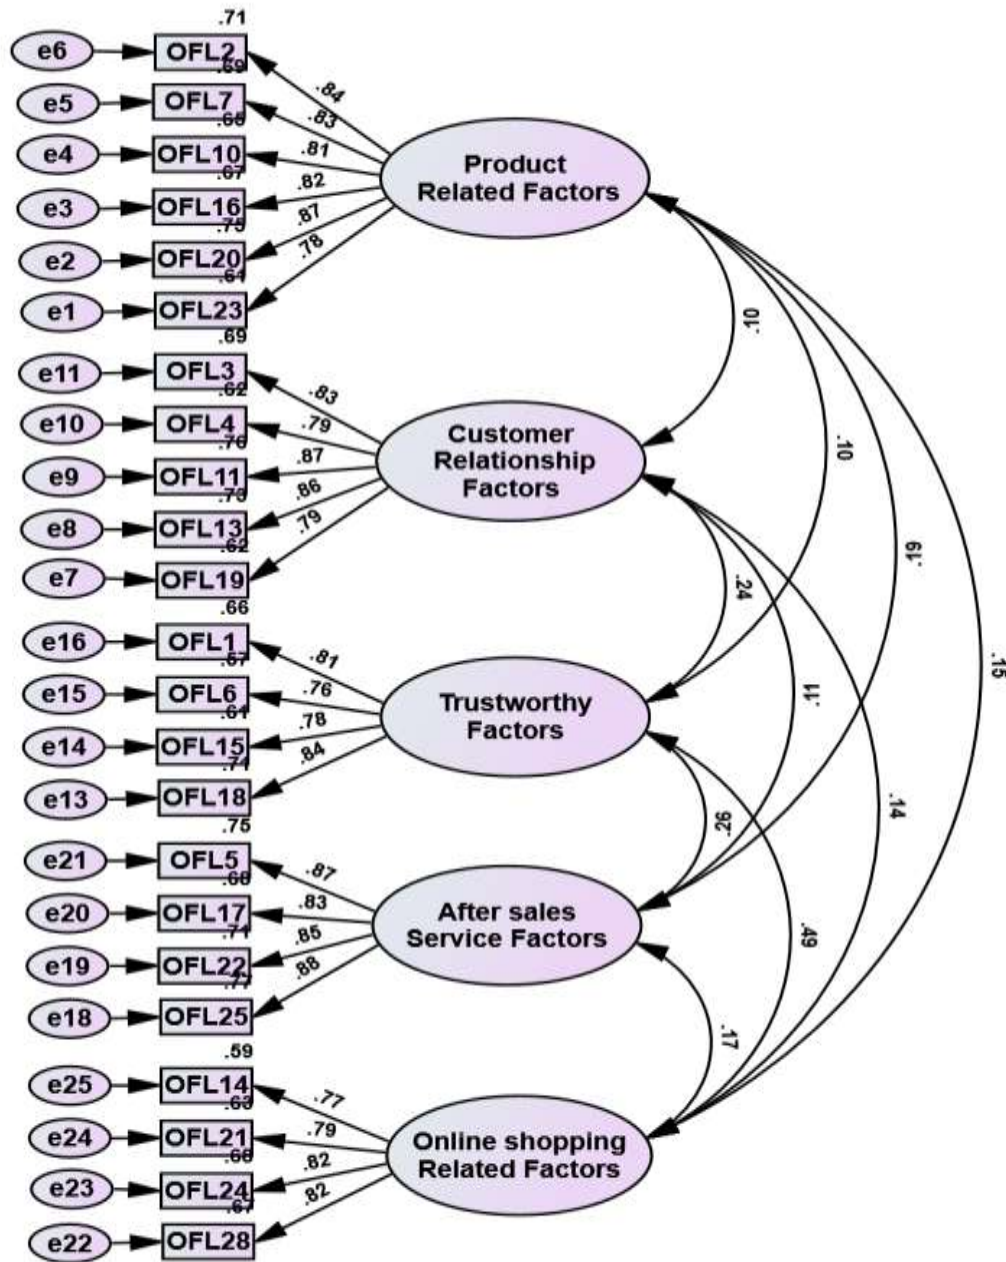 .71
e6
OFL2
.84
.69
e5
OFL7
.83
.65
e4
OFL10
.81
.67
e3
OFL16
.82
.75
e2
OFL20
.87
.61
e1
OFL23
.78
Product
Related Factors
.10
.10
.19
.15
.69
e11
OFL3
.83
.62
e10
OFL4
.79
.76
e9
OFL11
.87
.73
e8
OFL13
.86
.62
e7
OFL19
.79
Customer
Relationship
Factors
.24
.11
.14
.66
e16
OFL1
.81
.57
e15
OFL6
.76
.61
e14
OFL15
.78
.71
e13
OFL18
.84
Trustworthy
Factors
.26
.49
.75
e21
OFL5
.87
.68
e20
OFL17
.83
.71
e19
OFL22
.85
.77
e18
OFL25
.88
After sales
Service Factors
.17
.59
e25
OFL14
.77
.63
e24
OFL21
.79
.68
e23
OFL24
.82
.67
e22
OFL28
.82
Online shopping
Related Factors